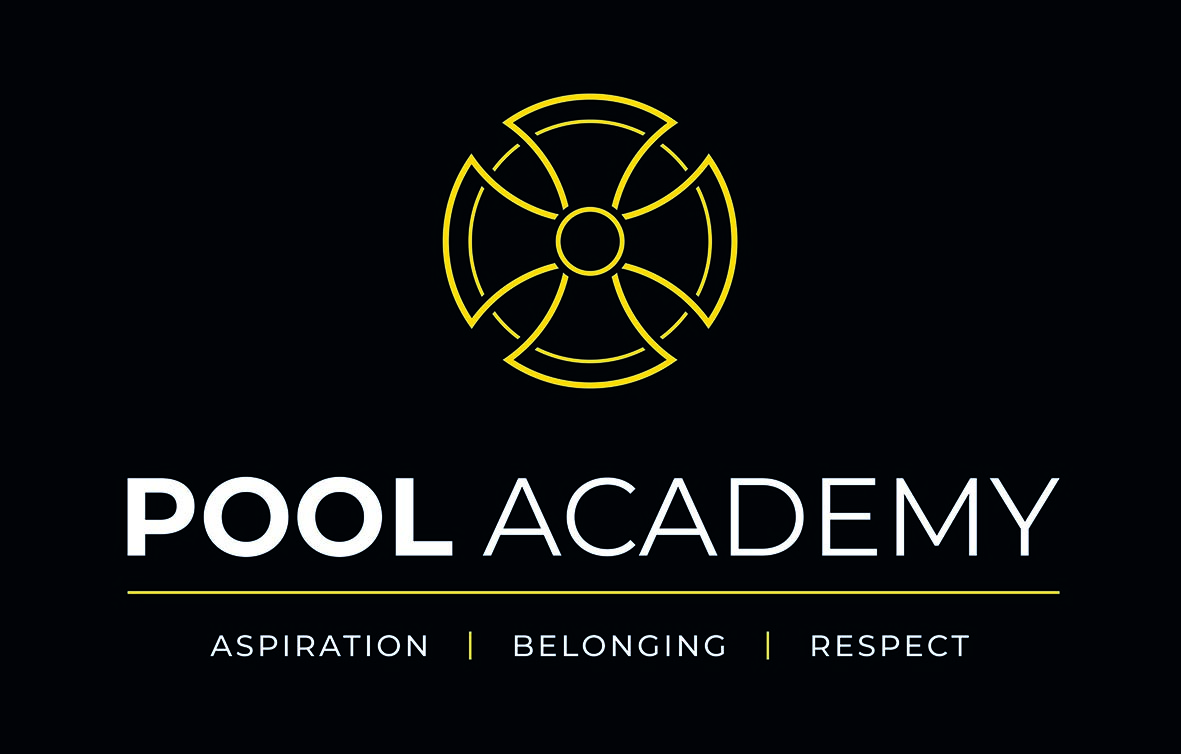 POOL ACADEMY
ASPIRATION | BELONGING | RESPECT